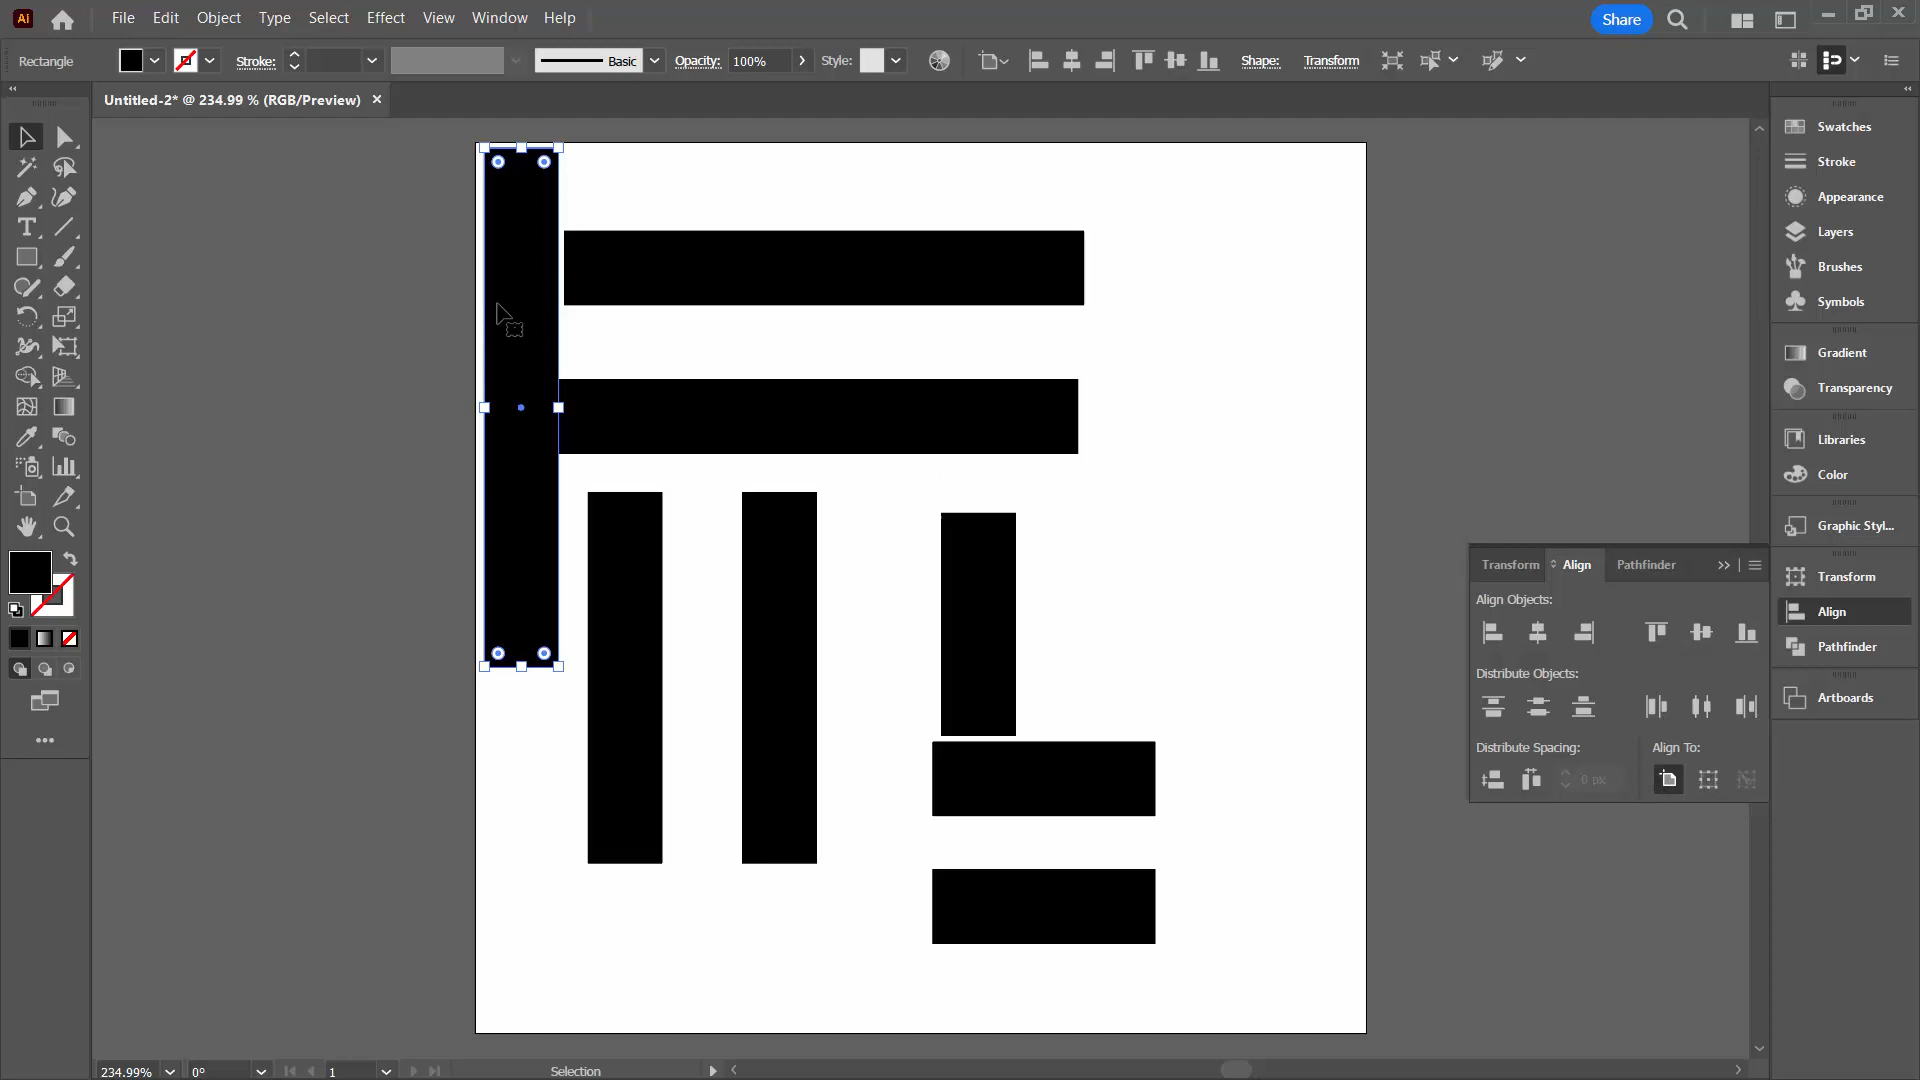 Ai File Edit Object Type Select Effect View Window Help Share
Rectangle Stroke: Basic Opacity: 100% Style: Shape: Transform
Untitled-2* @ 234.99 % (RGB/Preview)
Swatches
Stroke
Appearance
Layers
Brushes
Symbols
Gradient
Transparency
Libraries
Color
Graphic Styl...
Transform
Align
Pathfinder
Artboards
Transform Align Pathfinder
Align Objects:
Distribute Objects:
Distribute Spacing: Align To:
0 px
234.99% 0° 1 Selection